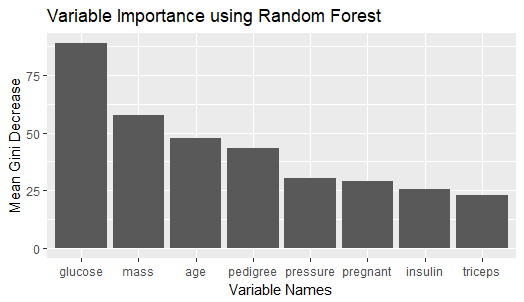 Variable Importance using Random Forest
Mean Gini Decrease
75
50
25
0
glucose mass age pedigree pressure pregnant insulin triceps
Variable Names